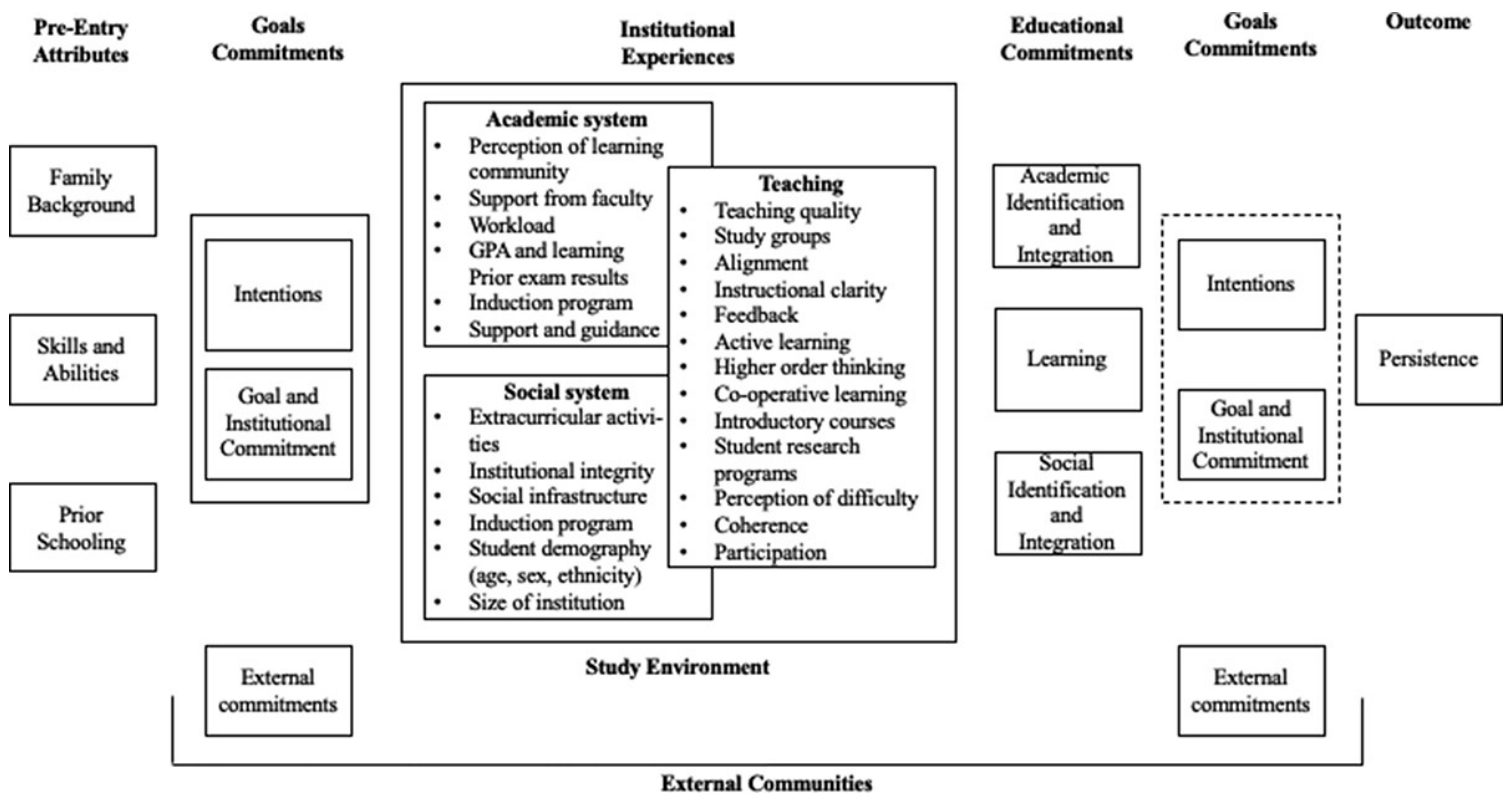 Pre-Entry
Attributes
Goals
Commitments
Institutional
Experiences
Educational
Commitments
Goals
Commitments
Outcome
Family
Background
Skills and
Abilities
Prior
Schooling
Intentions
Goal and
Institutional
Commitment
External
commitments
Academic system
• Perception of learning
community
• Support from faculty
• Workload
• GPA and learning
Prior exam results
• Induction program
• Support and guidance
Social system
• Extracurricular activi-
ties
• Institutional integrity
• Social infrastructure
• Induction program
• Student demography
(age, sex, ethnicity)
• Size of institution
Teaching
• Teaching quality
• Study groups
• Alignment
• Instructional clarity
• Feedback
• Active learning
• Higher order thinking
• Co-operative learning
• Introductory courses
• Student research
programs
• Perception of difficulty
• Coherence
• Participation
Study Environment
Academic
Identification
and
Integration
Learning
Social
Identification
and
Integration
Intentions
Goal and
Institutional
Commitment
External
commitments
Persistence
External Communities